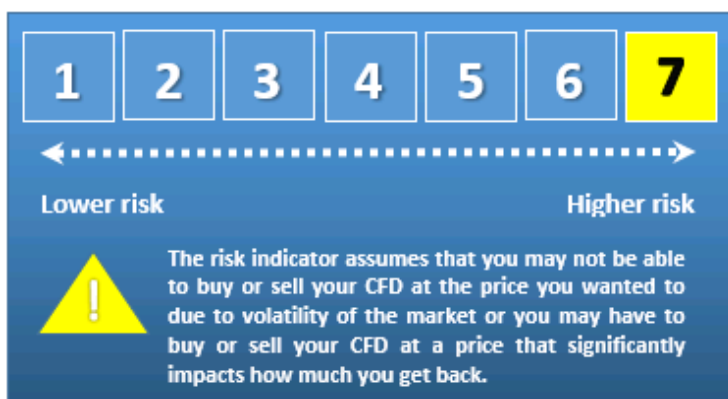 1 2 3 4 5 6 7
Lower risk Higher risk
!
The risk indicator assumes that you may not be able
to buy or sell your CFD at the price you wanted to
due to volatility of the market or you may have to
buy or sell your CFD at a price that significantly
impacts how much you get back.